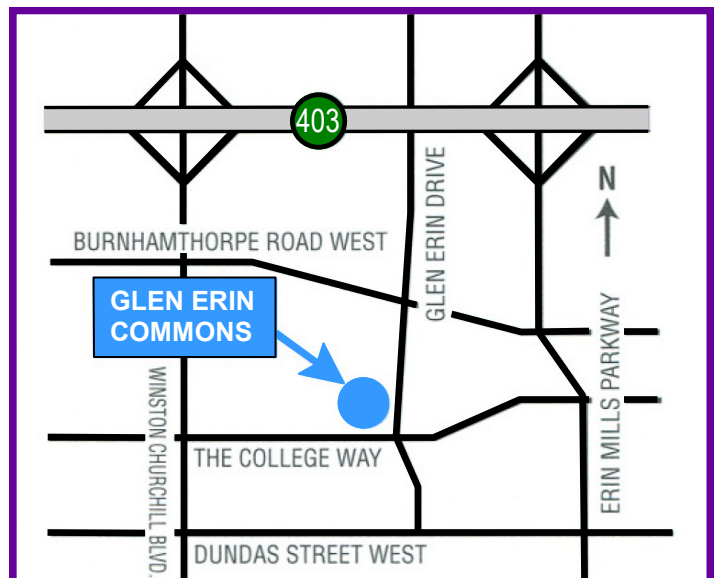 403
N
GLEN ERIN DRIVE
BURNHAMTHORPE ROAD WEST
GLEN ERIN
COMMONS
ERIN MILLS PARKWAY
WINSTON CHURCHILL BLVD.
THE COLLEGE WAY
DUNDAS STREET WEST